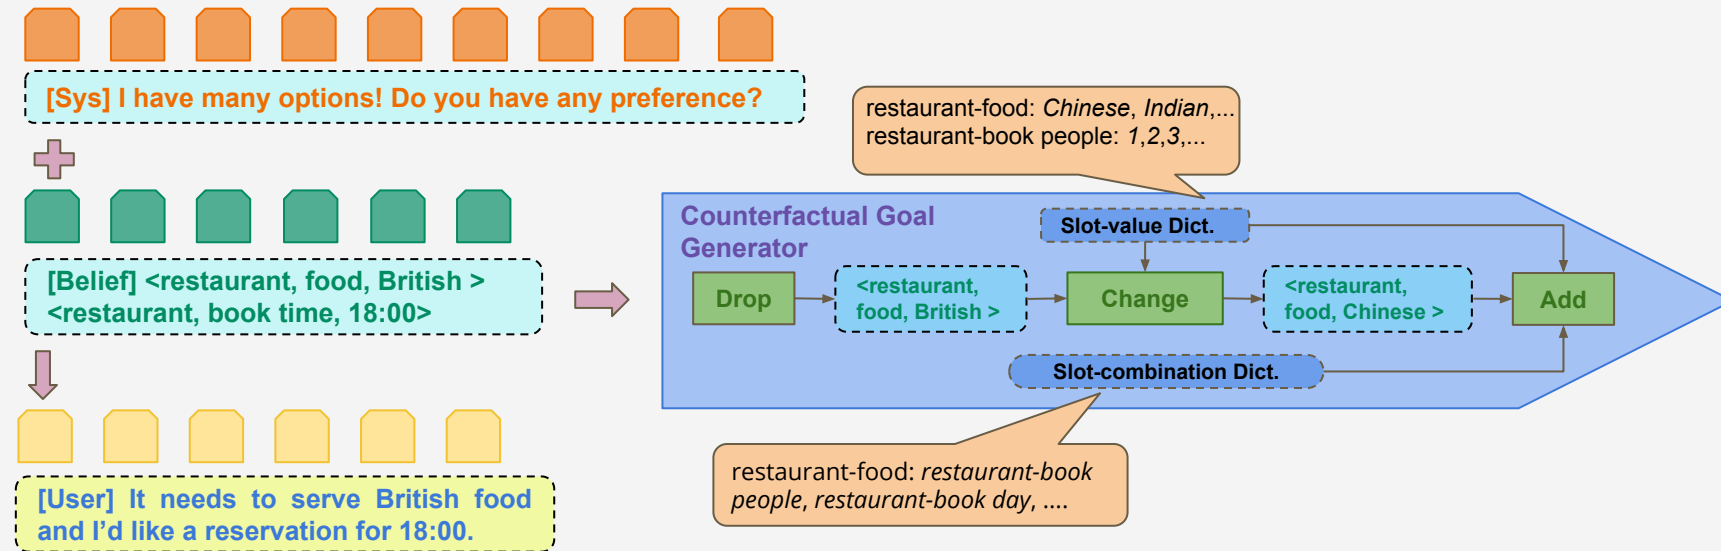 [Sys] I have many options! Do you have any preference?
[Belief] <restaurant, food, British >
<restaurant, book time, 18:00>
[User] It needs to serve British food
and I’d like a reservation for 18:00.
restaurant-food: Chinese, Indian,...
restaurant-book people: 1,2,3,...
Counterfactual Goal
Generator
Slot-value Dict.
Drop
<restaurant,
food, British >
Change
<restaurant,
food, Chinese >
Add
Slot-combination Dict.
restaurant-food: restaurant-book
people, restaurant-book day, ....